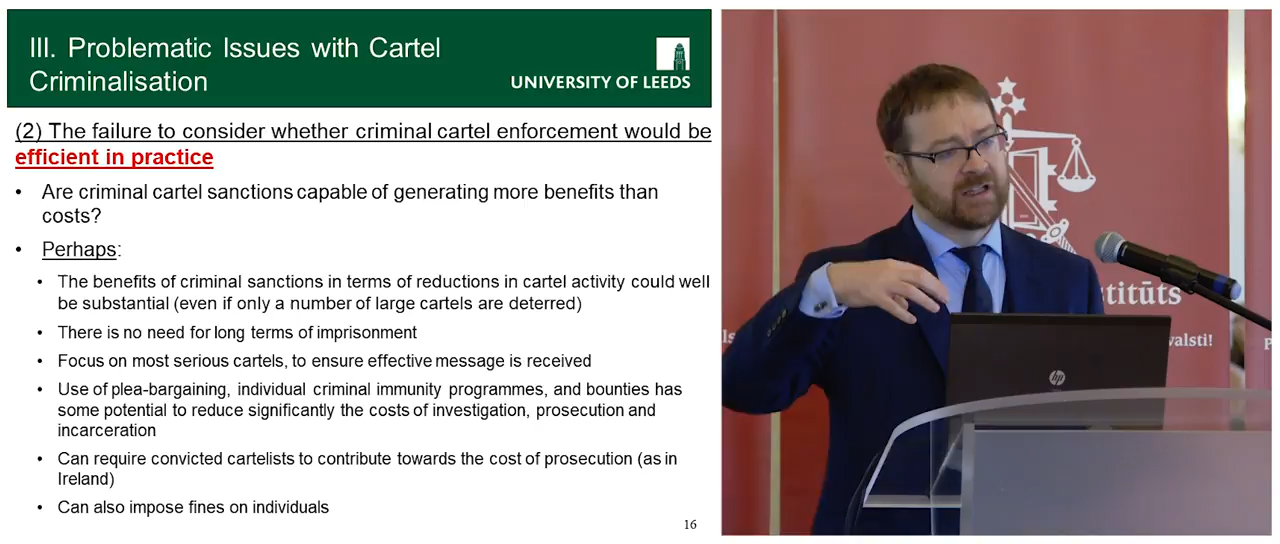 III. Problematic Issues with Cartel
Criminalisation
UNIVERSITY OF LEEDS
(2) The failure to consider whether criminal cartel enforcement would be
efficient in practice
• Are criminal cartel sanctions capable of generating more benefits than
costs?
• Perhaps:
• The benefits of criminal sanctions in terms of reductions in cartel activity could well
be substantial (even if only a number of large cartels are deterred)
• There is no need for long terms of imprisonment
• Focus on most serious cartels, to ensure effective message is received
• Use of plea-bargaining, individual criminal immunity programmes, and bounties has
some potential to reduce significantly the costs of investigation, prosecution and
incarceration
• Can require convicted cartelists to contribute towards the cost of prosecution (as in
Ireland)
• Can also impose fines on individuals
16
stitūts
valsti!
hp